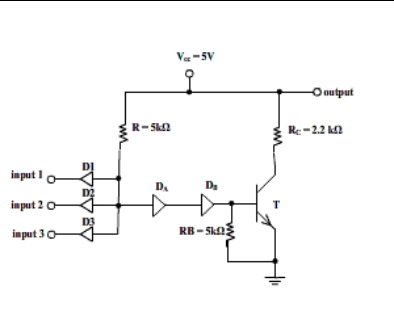 Vcc = 5V
output
R = 5kΩ
Rc = 2.2 kΩ
input 1
D1
D2
DA
DB
input 2
T
D3
input 3
RB = 5kΩ